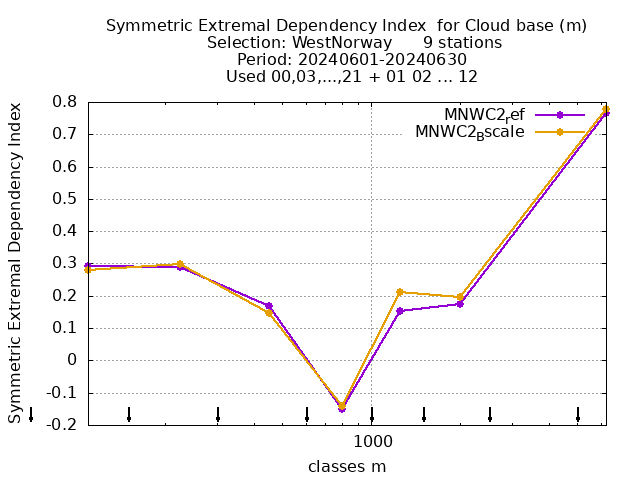 Symmetric Extremal Dependency Index for Cloud base (m)
Selection: WestNorway 9 stations
Period: 20240601-20240630
Used 00,03,...,21 + 01 02 ... 12
Symmetric Extremal Dependency Index
0.8
0.7
0.6
0.5
0.4
0.3
0.2
0.1
0
-0.1
-0.2
MNWC2ref
MNWC2Bscale
1000
classes m